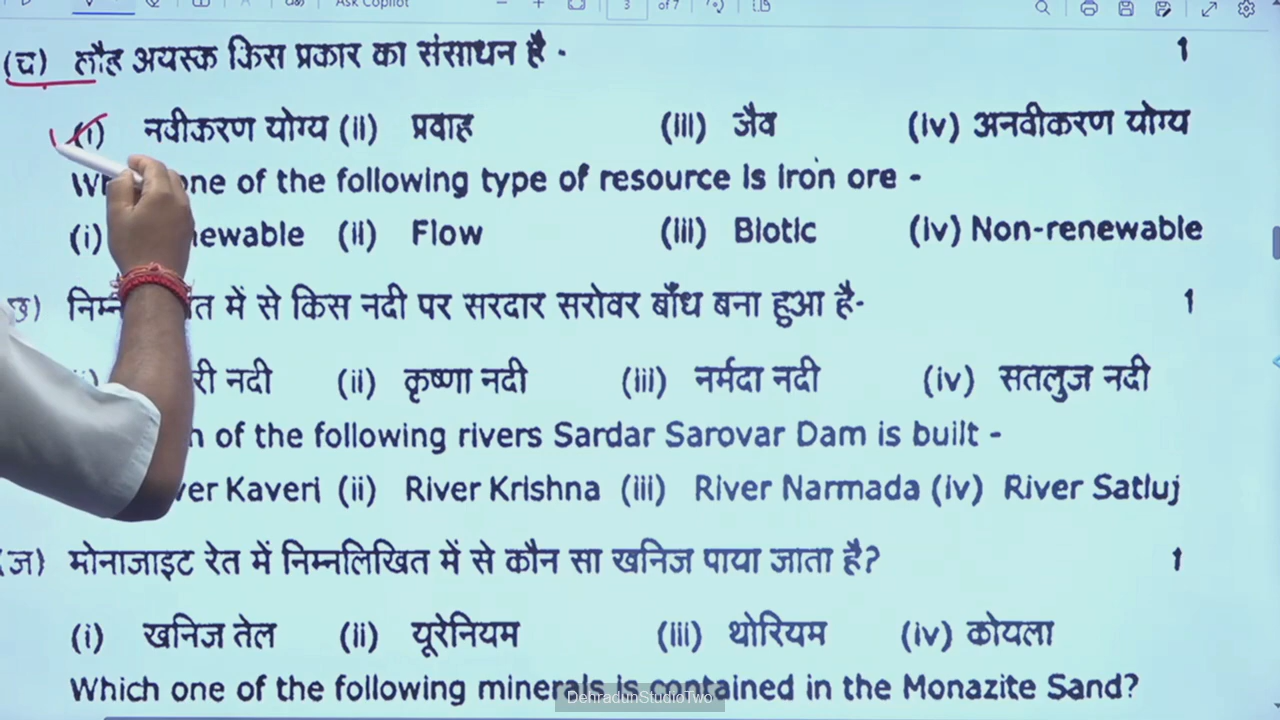 Ask Copilot 3 of 7
(च) लौह अयस्क किस प्रकार का संसाधन है - 1
(i) नवीकरण योग्य (ii) प्रवाह (iii) जैव (iv) अनवीकरण योग्य
one of the following type of resource is iron ore -
(i) (ii) Flow (iii) Biotic (iv) Non-renewable
छ) में से किस नदी पर सरदार सरोवर बाँध बना हुआ है- 1
नदी (ii) कृष्णा नदी (iii) नर्मदा नदी (iv) सतलुज नदी
of the following rivers Sardar Sarovar Dam is built -
Kaveri (ii) River Krishna (iii) River Narmada (iv) River Satluj
(ज) मोनाजाइट रेत में निम्नलिखित में से कौन सा खनिज पाया जाता है? 1
(i) खनिज तेल (ii) यूरेनियम (iii) थोरियम (iv) कोयला
Which one of the following minerals is contained in the Monazite Sand?
DehradunStudioTwo